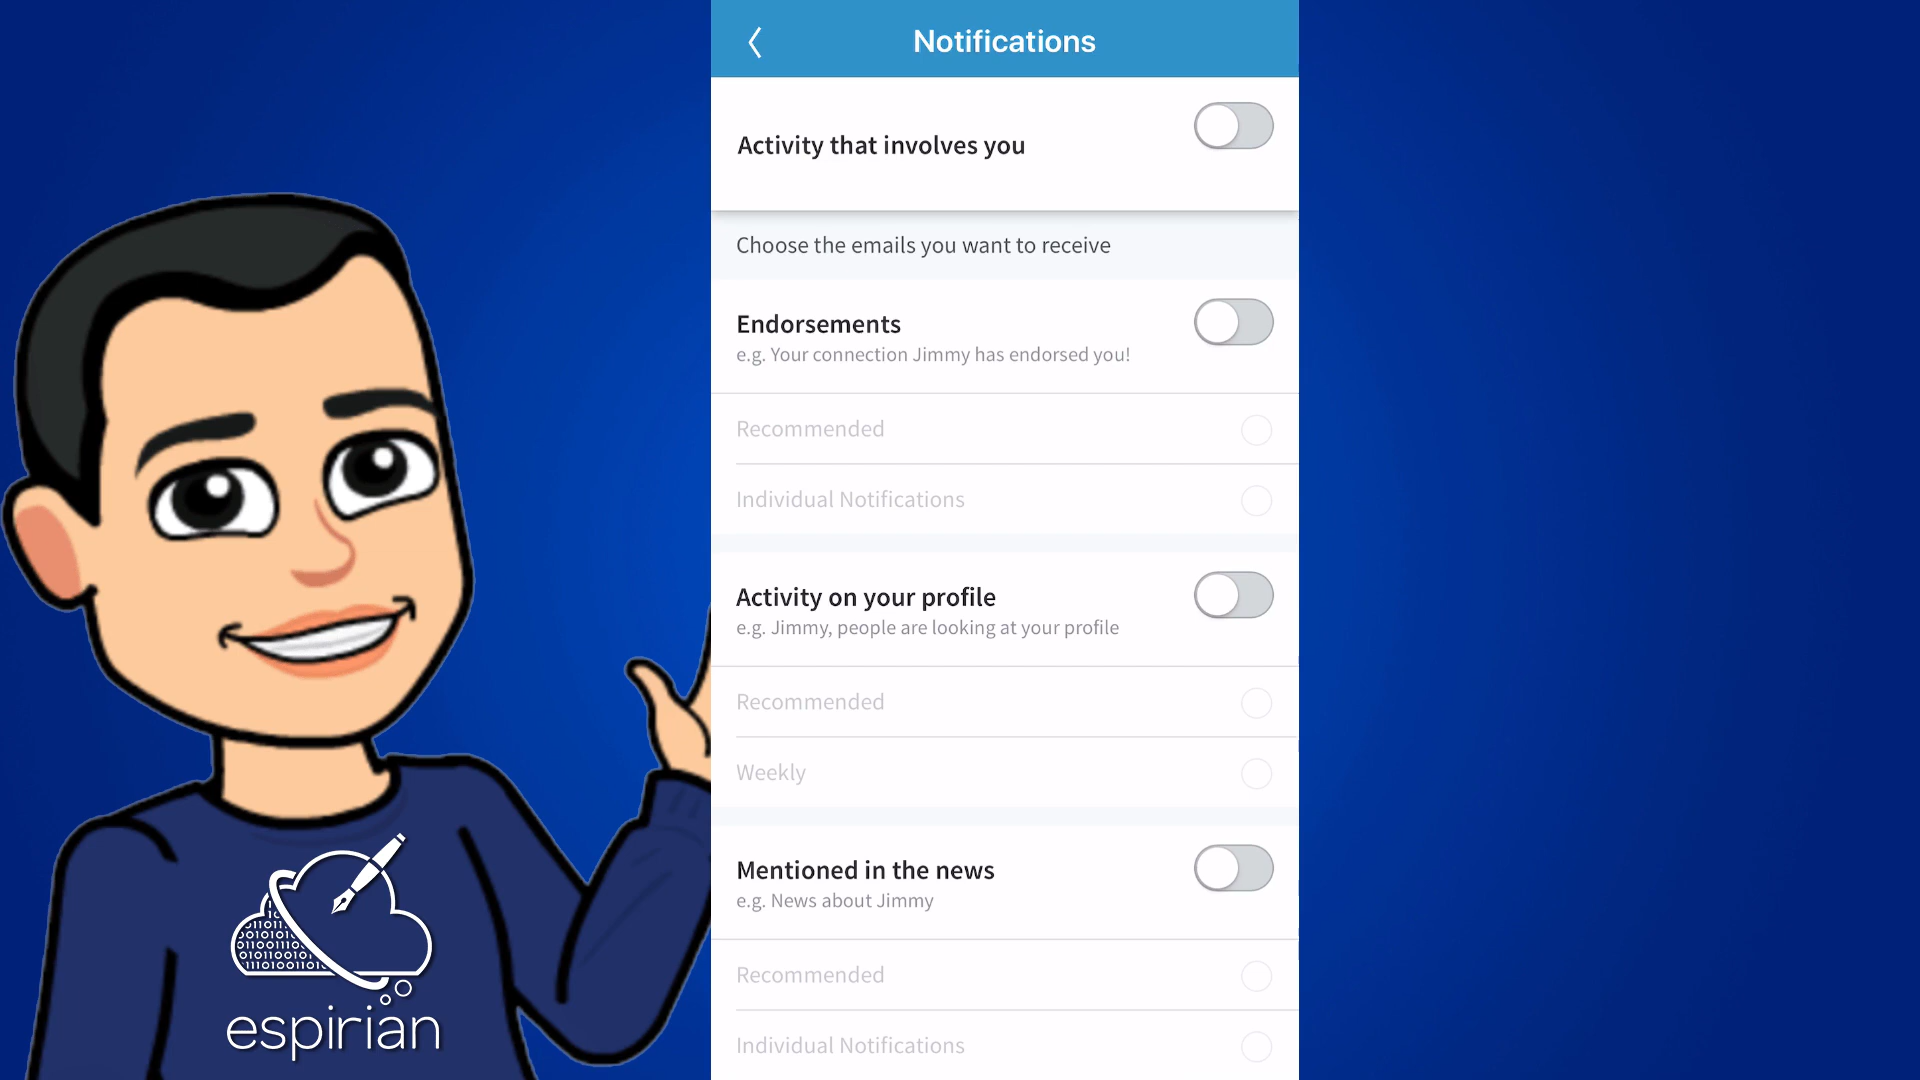 Notifications
Activity that involves you
Choose the emails you want to receive
Endorsements
e.g. Your connection Jimmy has endorsed you!
Recommended
Individual Notifications
Activity on your profile
e.g. Jimmy, people are looking at your profile
Recommended
Weekly
Mentioned in the news
e.g. News about Jimmy
Recommended
Individual Notifications
espirian